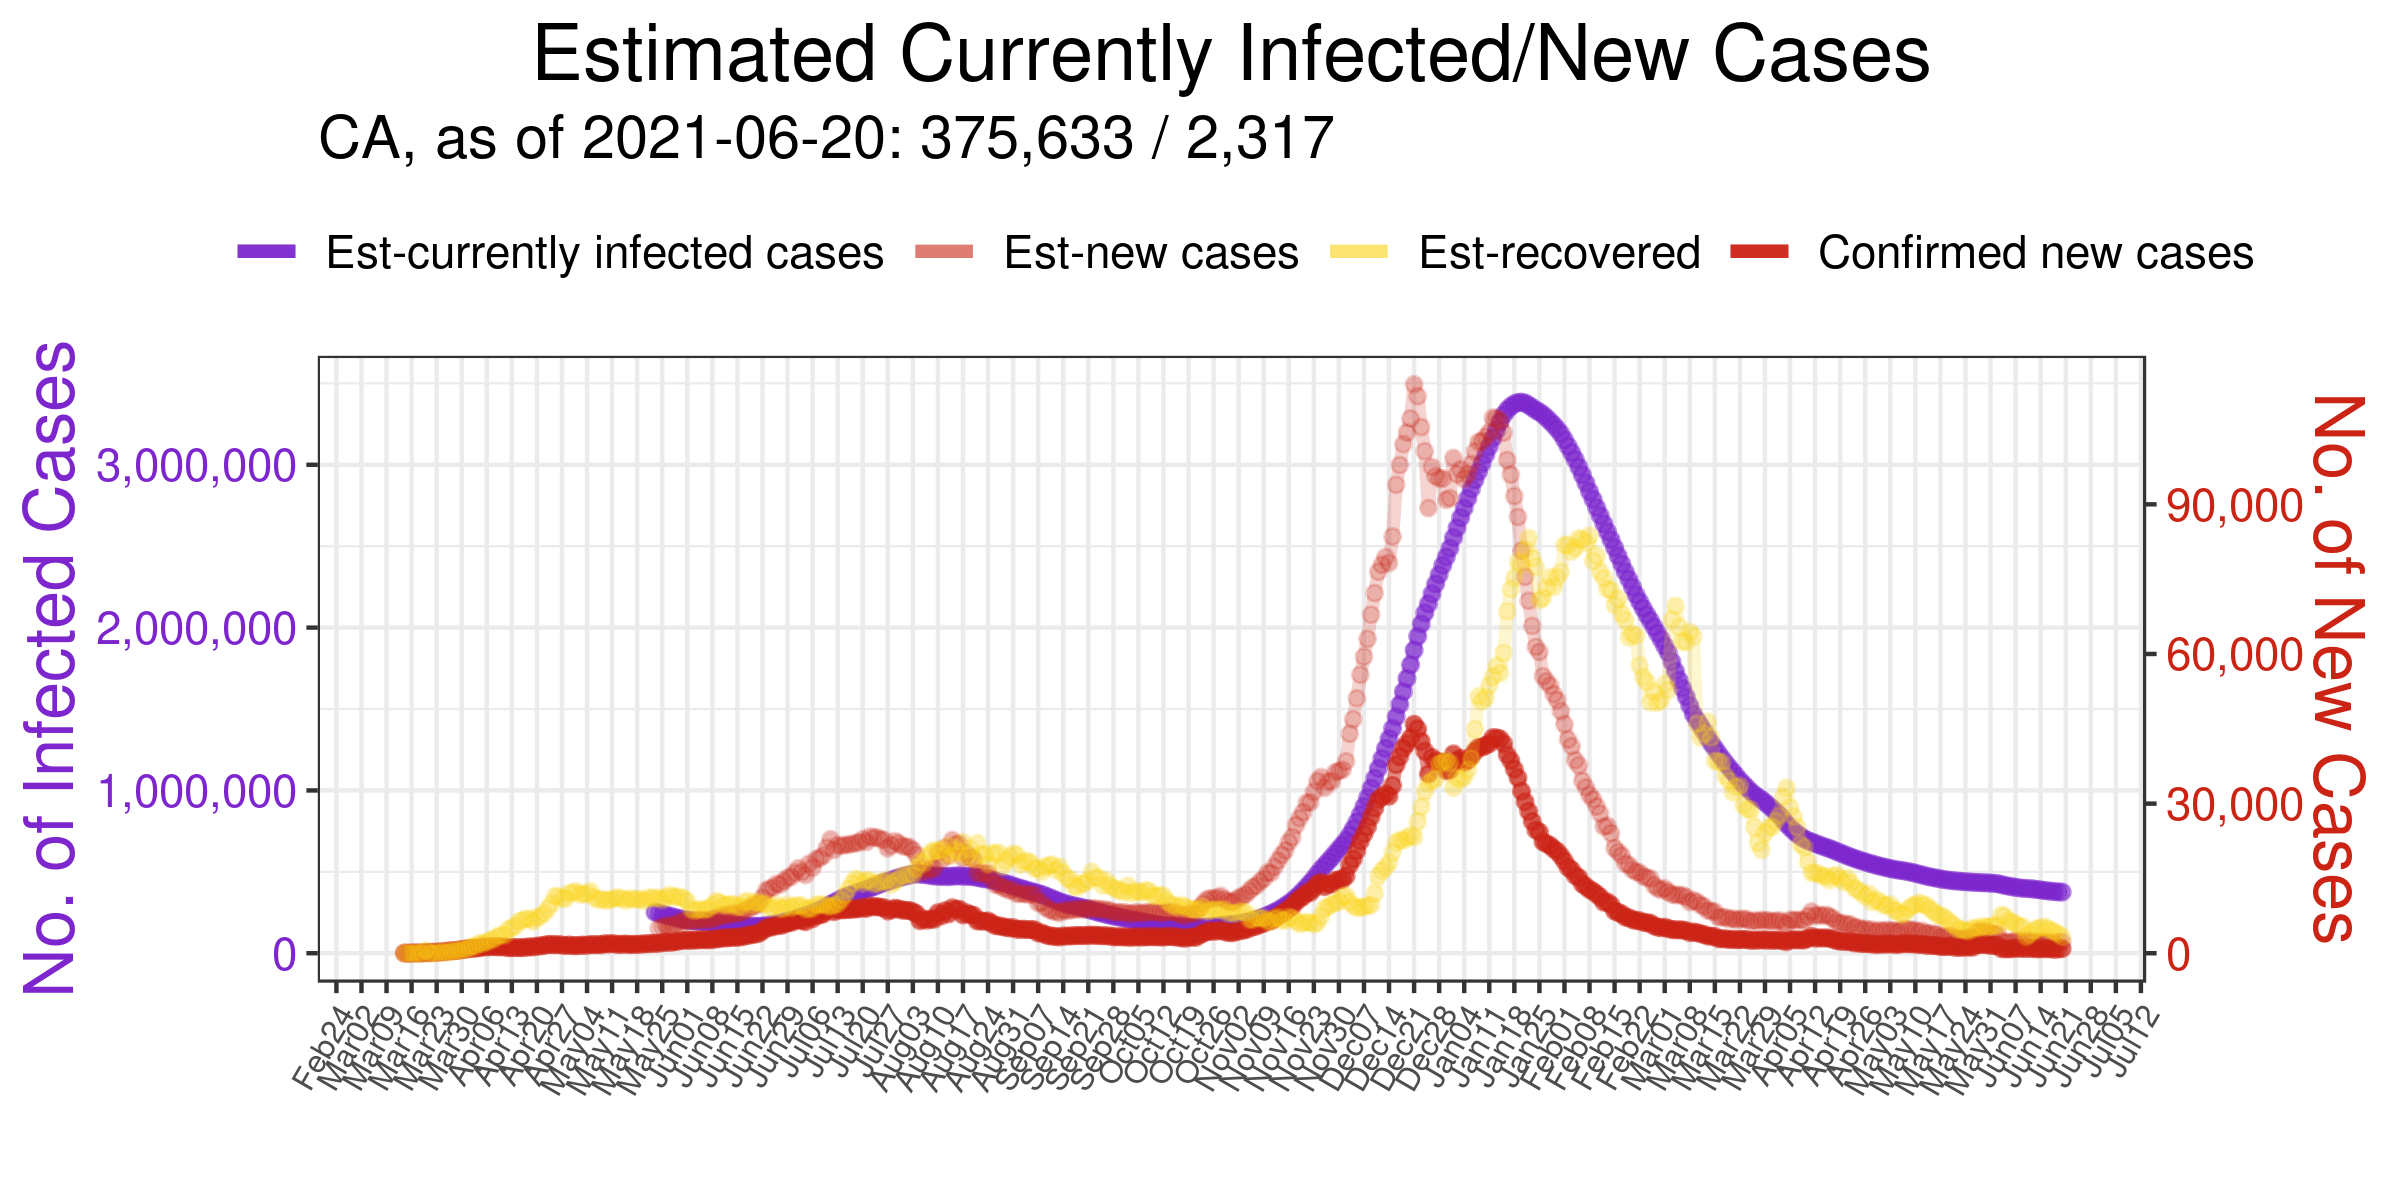 Estimated Currently Infected/New Cases
CA, as of 2021-06-20: 375,633 / 2,317
Est-currently infected cases Est-new cases Est-recovered Confirmed new cases
No. of Infected Cases
3,000,000
2,000,000
1,000,000
0
No. of New Cases
90,000
60,000
30,000
0
Feb24
Mar02
Mar09
Mar16
Mar23
Mar30
Apr06
Apr13
Apr20
Apr27
May04
May11
May18
May25
Jun01
Jun08
Jun15
Jun22
Jun29
Jul06
Jul13
Jul20
Jul27
Aug03
Aug10
Aug17
Aug24
Aug31
Sep07
Sep14
Sep21
Sep28
Oct05
Oct12
Oct19
Oct26
Nov02
Nov09
Nov16
Nov23
Nov30
Dec07
Dec14
Dec21
Dec28
Jan04
Jan11
Jan18
Jan25
Feb01
Feb08
Feb15
Feb22
Mar01
Mar08
Mar15
Mar22
Mar29
Apr05
Apr12
Apr19
Apr26
May03
May10
May17
May24
May31
Jun07
Jun14
Jun21
Jun28
Jul05
Jul12